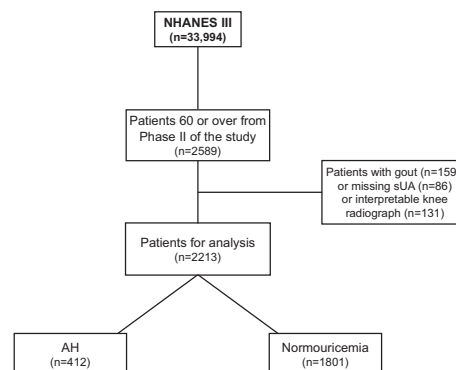 NHANES III
(n=33,994)
Patients 60 or over from
Phase II of the study
(n=2589)
Patients with gout (n=159
or missing sUA (n=86)
or interpretable knee
radiograph (n=131)
Patients for analysis
(n=2213)
AH
(n=412)
Normouricemia
(n=1801)